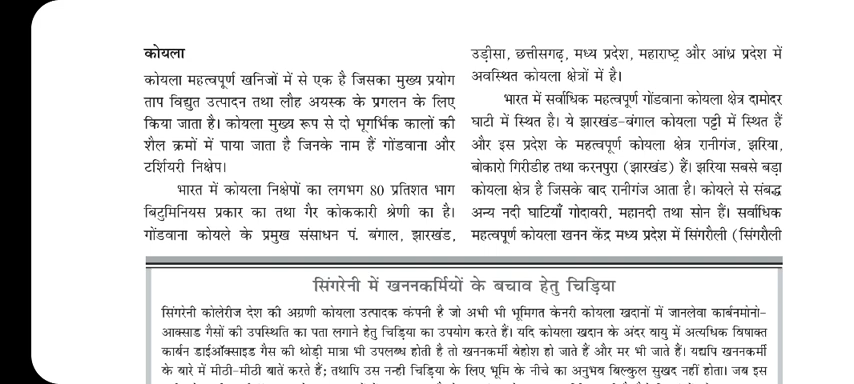 कोयला
कोयला महत्वपूर्ण खनिजों में से एक है जिसका मुख्य प्रयोग
ताप विद्युत उत्पादन तथा लौह अयस्क के प्रगलन के लिए
किया जाता है। कोयला मुख्य रूप से दो भूगर्भिक कालों की
शैल क्रमों में पाया जाता है जिनके नाम हैं गोंडवाना और
टर्शियरी निक्षेप।
भारत में कोयला निक्षेपों का लगभग 80 प्रतिशत भाग
बिटुमिनियस प्रकार का तथा गैर कोककारी श्रेणी का है।
गोंडवाना कोयले के प्रमुख संसाधन पं. बंगाल, झारखंड,
उड़ीसा, छत्तीसगढ़, मध्य प्रदेश, महाराष्ट्र और आंध्र प्रदेश में
अवस्थित कोयला क्षेत्रों में है।
भारत में सर्वाधिक महत्वपूर्ण गोंडवाना कोयला क्षेत्र दामोदर
घाटी में स्थित है। ये झारखंड-बंगाल कोयला पट्टी में स्थित हैं
और इस प्रदेश के महत्वपूर्ण कोयला क्षेत्र रानीगंज, झरिया,
बोकारो गिरीडीह तथा करनपुरा (झारखंड) हैं। झरिया सबसे बड़ा
कोयला क्षेत्र है जिसके बाद रानीगंज आता है। कोयले से संबद्ध
अन्य नदी घाटियाँ गोदावरी, महानदी तथा सोन हैं। सर्वाधिक
महत्वपूर्ण कोयला खनन केंद्र मध्य प्रदेश में सिंगरौली (सिंगरौली
सिंगरेनी में खननकर्मियों के बचाव हेतु चिड़िया
सिंगरेनी कोलेरीज देश की अग्रणी कोयला उत्पादक कंपनी है जो अभी भी भूमिगत केनरी कोयला खदानों में जानलेवा कार्बनमोनो-
आक्साड गैसों की उपस्थिति का पता लगाने हेतु चिड़िया का उपयोग करते हैं। यदि कोयला खदान के अंदर वायु में अत्यधिक विषाक्त
कार्बन डाईऑक्साइड गैस की थोड़ी मात्रा भी उपलब्ध होती है तो खननकर्मी बेहोश हो जाते हैं और मर भी जाते हैं। यद्यपि खननकर्मी
के बारे में मीठी-मीठी बातें करते हैं; तथापि उस नन्ही चिड़िया के लिए भूमि के नीचे का अनुभव बिल्कुल सुखद नहीं होता। जब इस